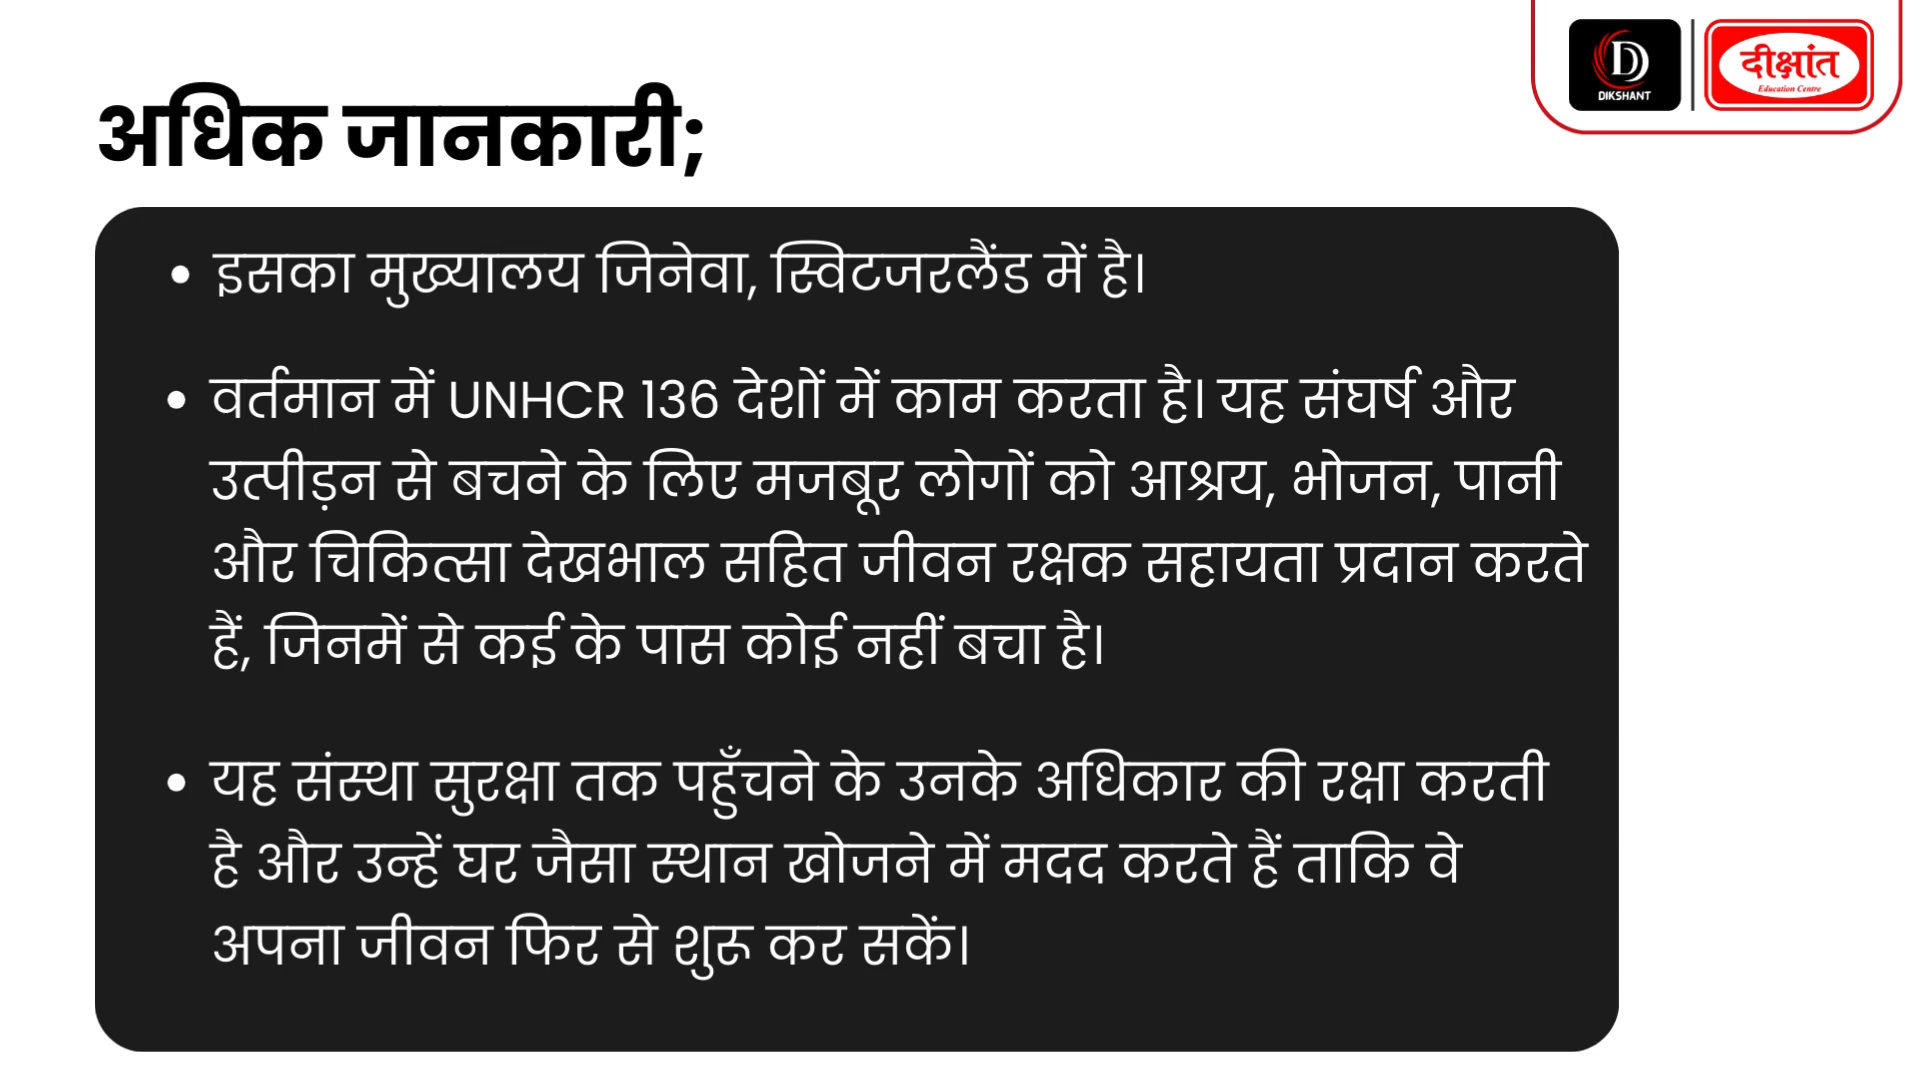 DIKSHANT
दीक्षांत
Education Centre
अधिक जानकारी;
• इसका मुख्यालय जिनेवा, स्विटजरलैंड में है।
• वर्तमान में UNHCR 136 देशों में काम करता है। यह संघर्ष और
उत्पीड़न से बचने के लिए मजबूर लोगों को आश्रय, भोजन, पानी
और चिकित्सा देखभाल सहित जीवन रक्षक सहायता प्रदान करते
हैं, जिनमें से कई के पास कोई नहीं बचा है।
• यह संस्था सुरक्षा तक पहुँचने के उनके अधिकार की रक्षा करती
है और उन्हें घर जैसा स्थान खोजने में मदद करते हैं ताकि वे
अपना जीवन फिर से शुरू कर सकें।